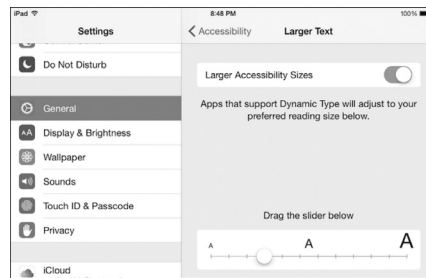 iPad 8:48 PM 100%
Settings
Accessibility Larger Text
Do Not Disturb
Larger Accessibility Sizes
Apps that support Dynamic Type will adjust to your
preferred reading size below.
General
Display & Brightness
Wallpaper
Sounds
Touch ID & Passcode
Privacy
iCloud
Drag the slider below
A A A